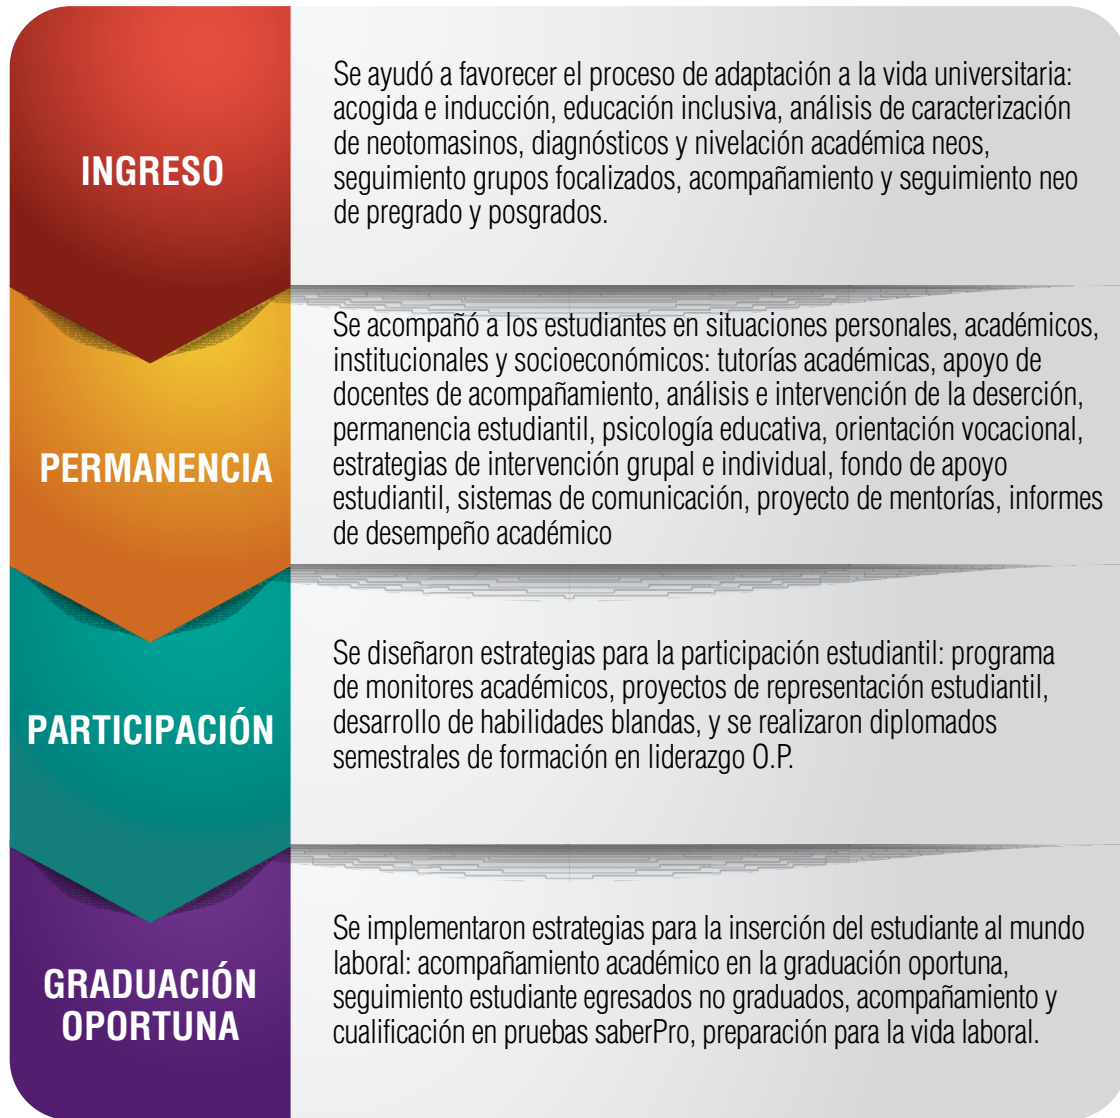 INGRESO
Se ayudó a favorecer el proceso de adaptación a la vida universitaria:
acogida e inducción, educación inclusiva, análisis de caracterización
de neotomasinos, diagnósticos y nivelación académica neos,
seguimiento grupos focalizados, acompañamiento y seguimiento neo
de pregrado y posgrados.
PERMANENCIA
Se acompañó a los estudiantes en situaciones personales, académicos,
institucionales y socioeconómicos: tutorías académicas, apoyo de
docentes de acompañamiento, análisis e intervención de la deserción,
permanencia estudiantil, psicología educativa, orientación vocacional,
estrategias de intervención grupal e individual, fondo de apoyo
estudiantil, sistemas de comunicación, proyecto de mentorías, informes
de desempeño académico
PARTICIPACIÓN
Se diseñaron estrategias para la participación estudiantil: programa
de monitores académicos, proyectos de representación estudiantil,
desarrollo de habilidades blandas, y se realizaron diplomados
semestrales de formación en liderazgo O.P.
GRADUACIÓN
OPORTUNA
Se implementaron estrategias para la inserción del estudiante al mundo
laboral: acompañamiento académico en la graduación oportuna,
seguimiento estudiante egresados no graduados, acompañamiento y
cualificación en pruebas saberPro, preparación para la vida laboral.